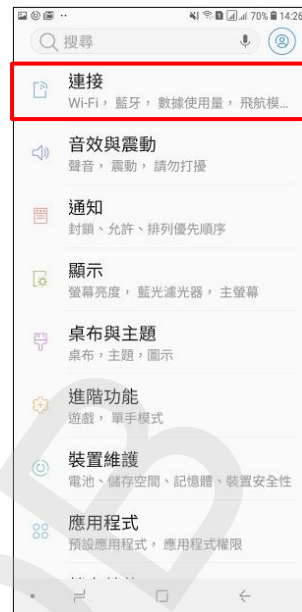 70% 14:26
搜尋
連接
Wi-Fi， 藍牙， 數據使用量， 飛航模...
音效與震動
聲音， 震動， 請勿打擾
通知
封鎖、允許、排列優先順序
顯示
螢幕亮度， 藍光濾光器， 主螢幕
桌布與主題
桌布，主題，圖示
進階功能
遊戲， 單手模式
裝置維護
電池、儲存空間、記憶體、裝置安全性
應用程式
預設應用程式， 應用程式權限